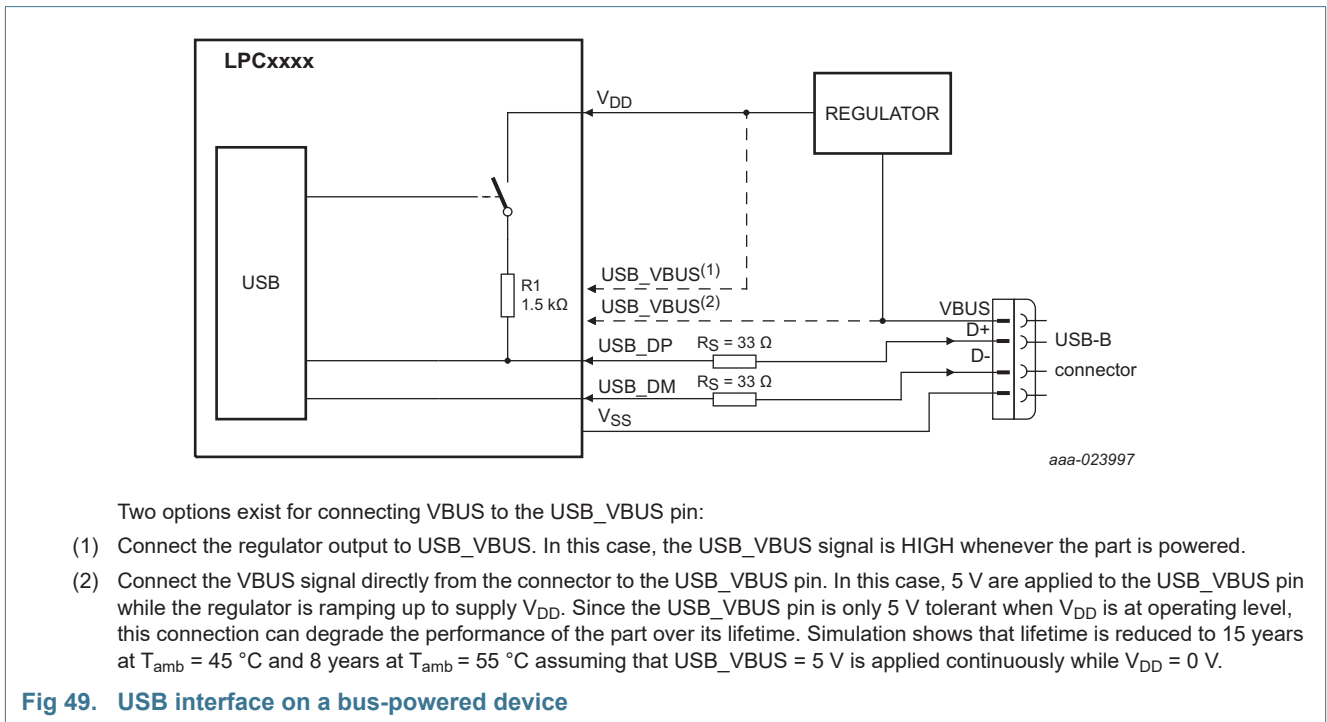 LPCxxxx
VDD
REGULATOR
USB
R1
1.5 kΩ
USB_VBUS(1)
USB_VBUS(2)
VBUS
D+
USB-B
USB_DP
RS = 33 Ω
D-
connector
USB_DM
RS = 33 Ω
VSS
aaa-023997
Two options exist for connecting VBUS to the USB_VBUS pin:
(1) Connect the regulator output to USB_VBUS. In this case, the USB_VBUS signal is HIGH whenever the part is powered.
(2) Connect the VBUS signal directly from the connector to the USB_VBUS pin. In this case, 5 V are applied to the USB_VBUS pin
while the regulator is ramping up to supply VDD. Since the USB_VBUS pin is only 5 V tolerant when VDD is at operating level,
this connection can degrade the performance of the part over its lifetime. Simulation shows that lifetime is reduced to 15 years
at Tamb = 45 °C and 8 years at Tamb = 55 °C assuming that USB_VBUS = 5 V is applied continuously while VDD = 0 V.
Fig 49. USB interface on a bus-powered device